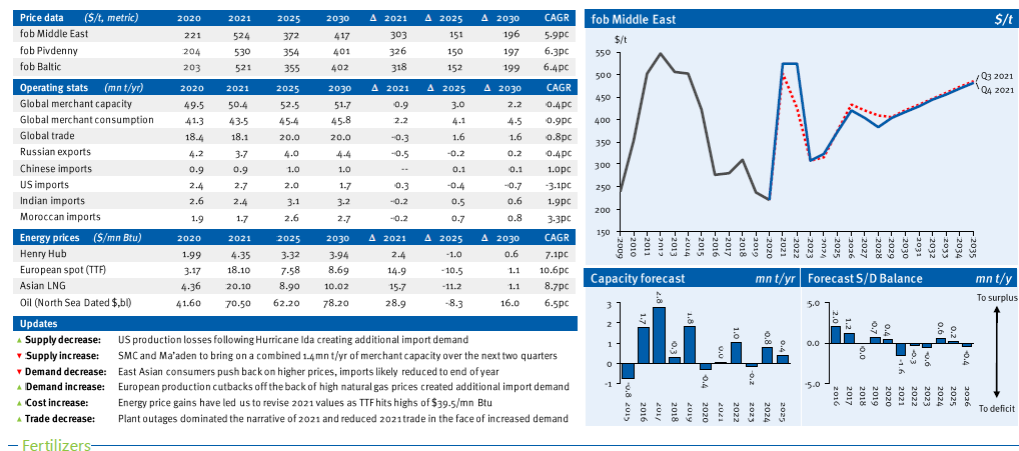 Price data ($/t, metric) 2020 2021 2025 2030 Δ 2021 Δ 2025 Δ 2030 CAGR
fob Middle East 221 524 372 417 303 151 196 5.9pc
fob Pivdenny 204 530 354 401 326 150 197 6.3pc
fob Baltic 203 521 355 402 318 152 199 6.4pc
Operating stats (mn t/yr) 2020 2021 2025 2030 Δ 2021 Δ 2025 Δ 2030 CAGR
Global merchant capacity 49.5 50.4 52.5 51.7 0.9 3.0 2.2 0.4pc
Global merchant consumption 41.3 43.5 45.4 45.8 2.2 4.1 4.5 0.9pc
Global trade 18.4 18.1 20.0 20.0 -0.3 1.6 1.6 0.8pc
Russian exports 4.2 3.7 4.0 4.4 -0.5 -0.2 0.2 0.4pc
Chinese imports 0.9 0.9 1.0 1.0 -- 0.1 0.1 1.0pc
US imports 2.4 2.7 2.0 1.7 0.3 -0.4 -0.7 -3.1pc
Indian imports 2.6 2.4 3.1 3.2 -0.2 0.5 0.6 1.9pc
Moroccan imports 1.9 1.7 2.6 2.7 -0.2 0.7 0.8 3.3pc
Energy prices ($/mn Btu) 2020 2021 2025 2030 Δ 2021 Δ 2025 Δ 2030 CAGR
Henry Hub 1.99 4.35 3.32 3.94 2.4 -1.0 0.6 7.1pc
European spot (TTF) 3.17 18.10 7.58 8.69 14.9 -10.5 1.1 10.6pc
Asian LNG 4.36 20.10 8.90 10.02 15.7 -11.2 1.1 8.7pc
Oil (North Sea Dated $,bl) 41.60 70.50 62.20 78.20 28.9 -8.3 16.0 6.5pc
Updates
Supply decrease: US production losses following Hurricane Ida creating additional import demand
Supply increase: SMC and Ma'aden to bring on a combined 1.4mn t/yr of merchant capacity over the next two quarters
Demand decrease: East Asian consumers push back on higher prices, imports likely reduced to end of year
Demand increase: European production cutbacks off the back of high natural gas prices created additional import demand
Cost increase: Energy price gains have led us to revise 2021 values as TTF hits highs of $39.5/mn Btu
Trade decrease: Plant outages dominated the narrative of 2021 and reduced 2021 trade in the face of increased demand
fob Middle East $/t
$/t
550
500
450
400
350
300
250
200
150
Q3 2021
Q4 2021
2009 2010 2011 2012 2013 2014 2015 2016 2017 2018 2019 2020 2021 2022 2023 2024 2025 2026 2027 2028 2029 2030 2031 2032 2033 2034 2035
Capacity forecast mn t/yr
3
2
1
0
-1
-0.8 1.7 2.8 0.3 1.8 -0.4 0.0 1.0 -0.2 0.8 0.4
2015 2016 2017 2018 2019 2020 2021 2022 2023 2024 2025
Forecast S/D Balance mn t/y
5.0
0.0
-5.0
2.0 1.2 -0.0 0.7 0.4 -1.6 -0.3 -0.6 0.6 0.2 -0.4
2016 2017 2018 2019 2020 2021 2022 2023 2024 2025 2026
To surplus
To deficit
Fertilizers